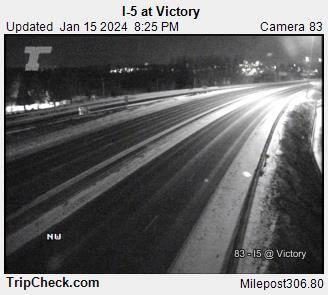 I-5 at Victory
Updated  Jan 15 2024  8:25 PM
Camera 83
T
NW
83 - I5 @ Victory
TripCheck.com
Milepost306.80